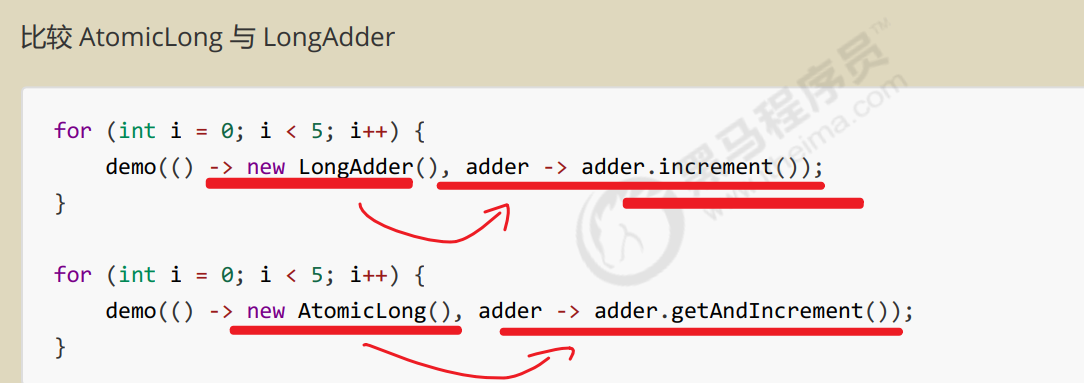 比较 AtomicLong 与 LongAdder
for (int i = 0; i < 5; i++) {
demo(() -> new LongAdder(), adder -> adder.increment());
}
for (int i = 0; i < 5; i++) {
demo(() -> new AtomicLong(), adder -> adder.getAndIncrement());
}
黑马程序员™
www.itheima.com